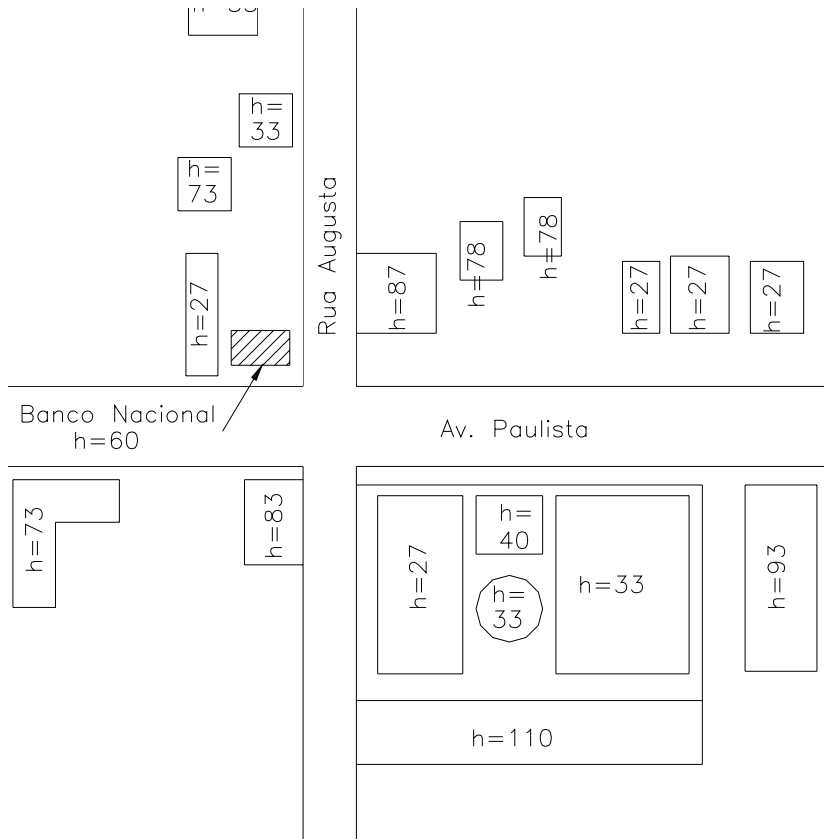 h=
33
h=
73
Rua Augusta
h=27
h=87
h=78
h=78
h=27
h=27
h=27
Banco Nacional
h=60
Av. Paulista
h=73
h=83
h=27
h=
40
h=
33
h=33
h=93
h=110